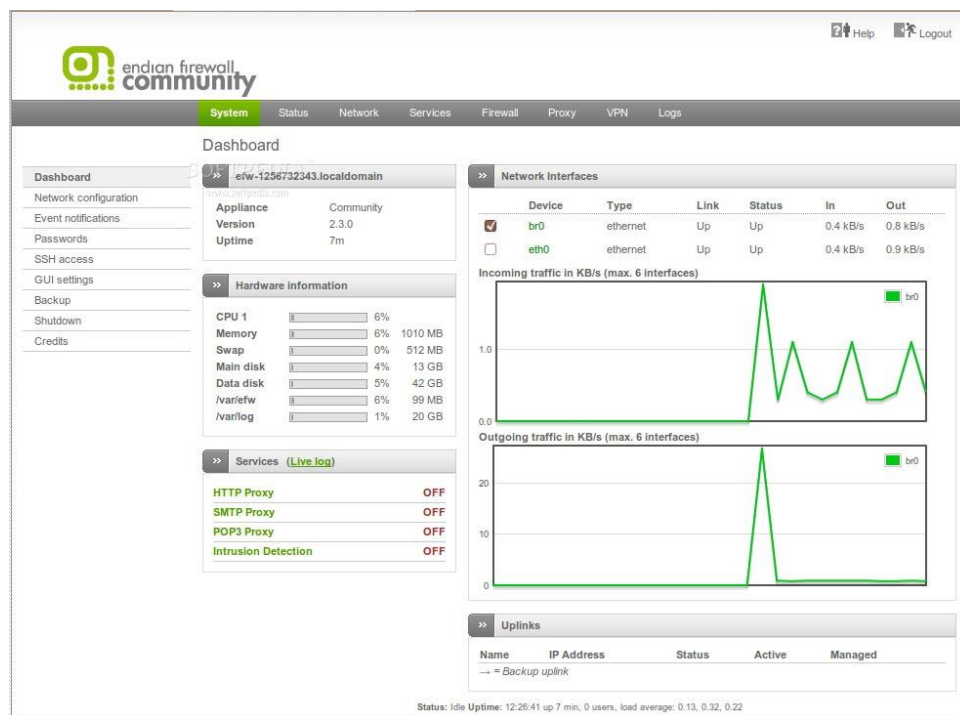 Help
Logout
endian firewall
community
System Status Network Services Firewall Proxy VPN Logs
Dashboard
Dashboard
Network configuration
Event notifications
Passwords
SSH access
GUI settings
Backup
Shutdown
Credits
SOFTPEDIA
www.softpedia.com
>> efw-1256732343.localdomain
Appliance Community
Version 2.3.0
Uptime 7m
>> Hardware information
CPU 1 6%
Memory 6% 1010 MB
Swap 0% 512 MB
Main disk 4% 13 GB
Data disk 5% 42 GB
/var/efw 6% 99 MB
/var/log 1% 20 GB
>> Services (Live log)
HTTP Proxy OFF
SMTP Proxy OFF
POP3 Proxy OFF
Intrusion Detection OFF
>> Network Interfaces
Device Type Link Status In Out
br0 ethernet Up Up 0.4 kB/s 0.8 kB/s
eth0 ethernet Up Up 0.4 kB/s 0.9 kB/s
Incoming traffic in KB/s (max. 6 interfaces)
br0
1.0
0.0
Outgoing traffic in KB/s (max. 6 interfaces)
br0
20
10
0
>> Uplinks
Name IP Address Status Active Managed
→ = Backup uplink
Status: Idle Uptime: 12:26:41 up 7 min, 0 users, load average: 0.13, 0.32, 0.22